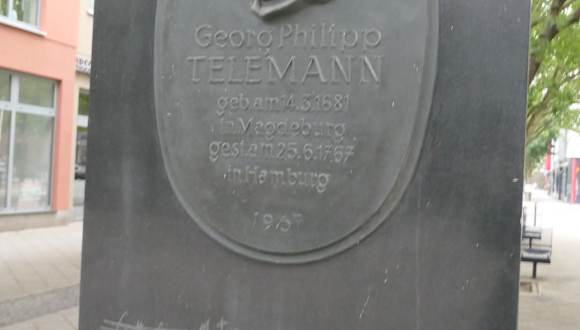 Georg Philipp
TELEMANN
geb.am 14.3.1681
in Magdeburg
gest.am 25.6.1767
in Hamburg
1967